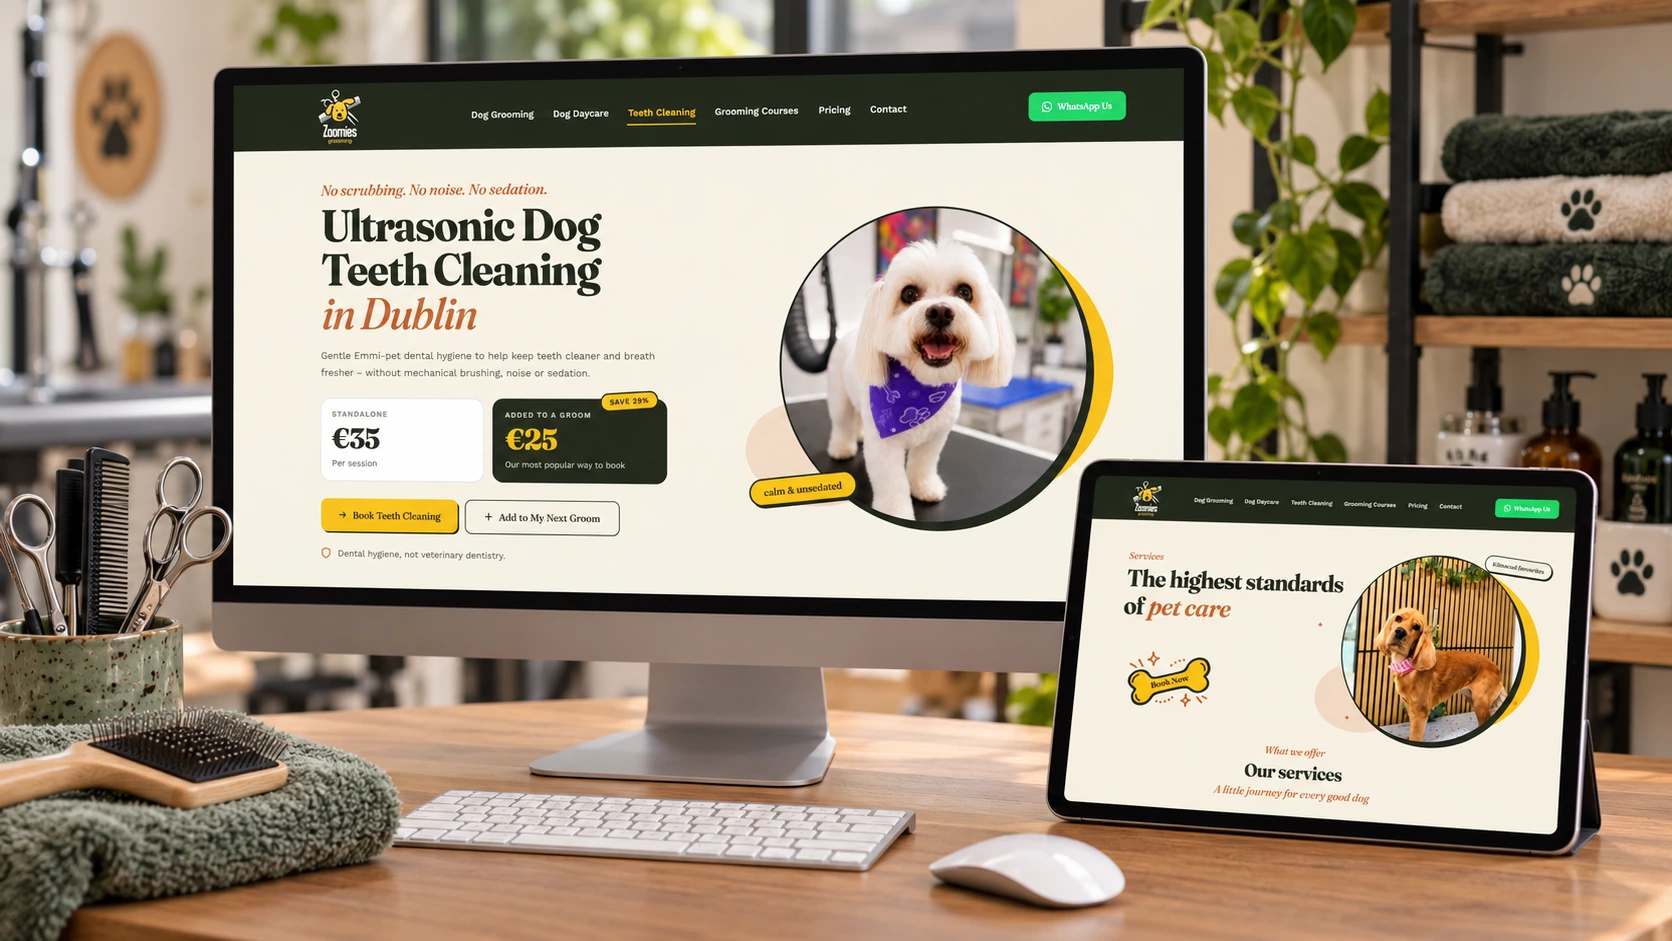 Zoomies
grooming
Dog Grooming
Dog Daycare
Teeth Cleaning
Grooming Courses
Pricing
Contact
WhatsApp Us
No scrubbing. No noise. No sedation.
Ultrasonic Dog
Teeth Cleaning
in Dublin
Gentle Emmi-pet dental hygiene to help keep teeth cleaner and breath
fresher – without mechanical brushing, noise or sedation.
STANDALONE
€35
Per session
SAVE 29%
ADDED TO A GROOM
€25
Our most popular way to book
→ Book Teeth Cleaning
+ Add to My Next Groom
Dental hygiene, not veterinary dentistry.
calm & unsedated
Zoomies
Dog Grooming
Dog Daycare
Teeth Cleaning
Grooming Courses
Pricing
Contact
WhatsApp Us
Services
The highest standards
of pet care
Kilmacud favourites
Book Now
What we offer
Our services
A little journey for every good dog